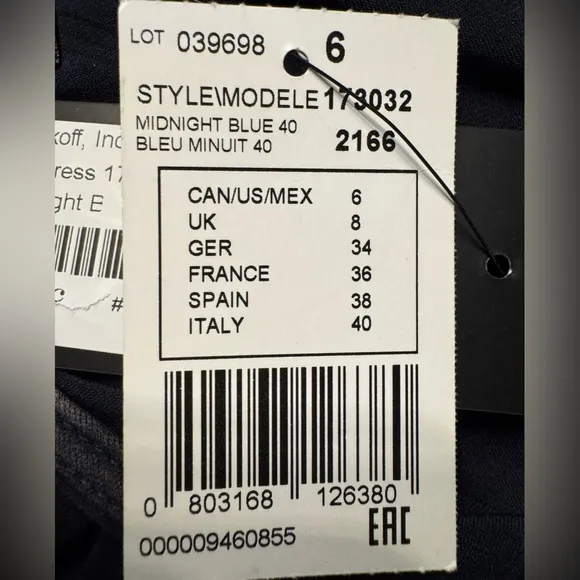 LOT 039698 6
STYLE\MODELE 173032
MIDNIGHT BLUE 40
BLEU MINUIT 40 2166
CAN/US/MEX 6
UK 8
GER 34
FRANCE 36
SPAIN 38
ITALY 40
0 803168 126380
000009460855
EAC
koff, Inc
ress 17
ght B
#